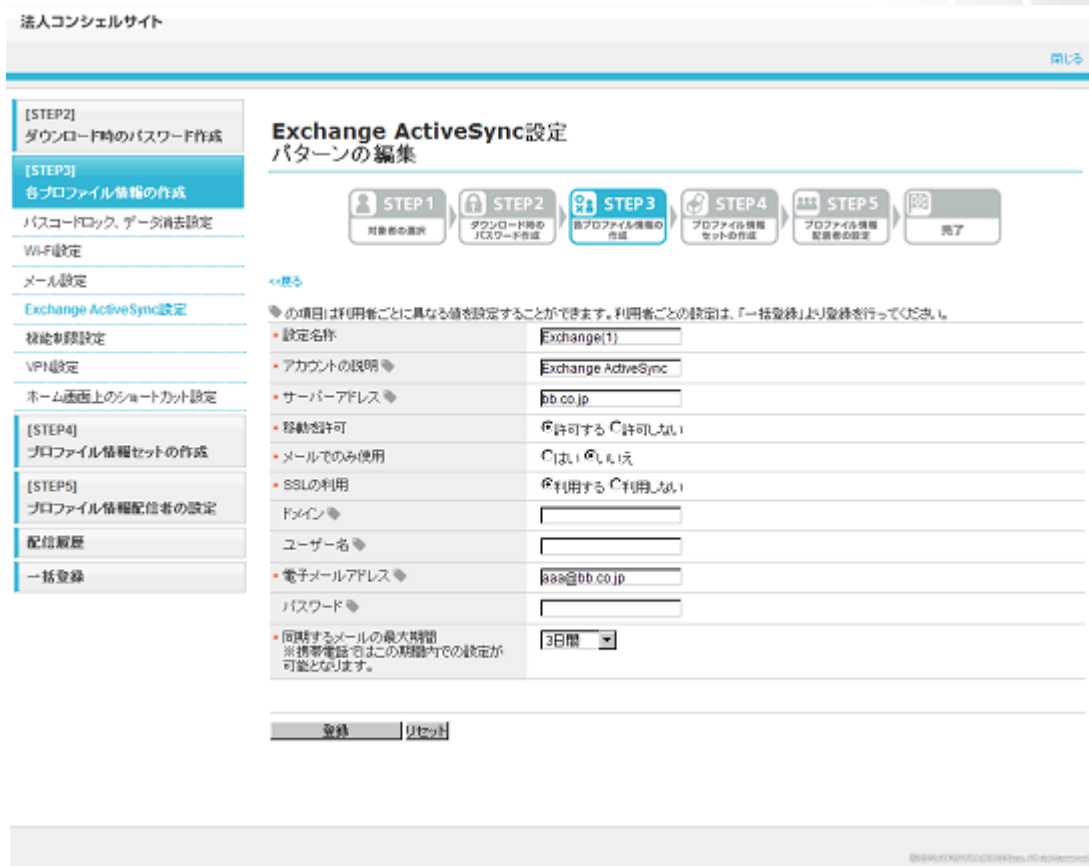 法人コンシェルサイト
閉じる
[STEP2]
ダウンロード時のパスワード作成
[STEP3]
各プロファイル情報の作成
パスコードロック、データ消去設定
Wi-Fi設定
メール設定
Exchange ActiveSync設定
機能制限設定
VPN設定
ホーム画面上のショートカット設定
[STEP4]
プロファイル情報セットの作成
[STEP5]
プロファイル情報配信者の設定
配信履歴
一括登録
Exchange ActiveSync設定
パターンの編集
STEP1
対象者の選択
STEP2
ダウンロード時の
パスワード作成
STEP3
各プロファイル情報の
作成
STEP4
プロファイル情報
セットの作成
STEP5
プロファイル情報
配信者の設定
完了
<<戻る
の項目は利用者ごとに異なる値を設定することができます。利用者ごとの設定は、「一括登録」より登録を行ってください。
設定名称 Exchange(1)
アカウントの説明 Exchange ActiveSync
サーバーアドレス bb.co.jp
移動を許可 許可する 許可しない
メールでのみ使用 はい いいえ
SSLの利用 利用する 利用しない
ドメイン
ユーザー名
電子メールアドレス aaa@bb.co.jp
パスワード
同期するメールの最大期間 3日間
※携帯電話ではこの期間内での設定が
可能となります。
登録 リセット